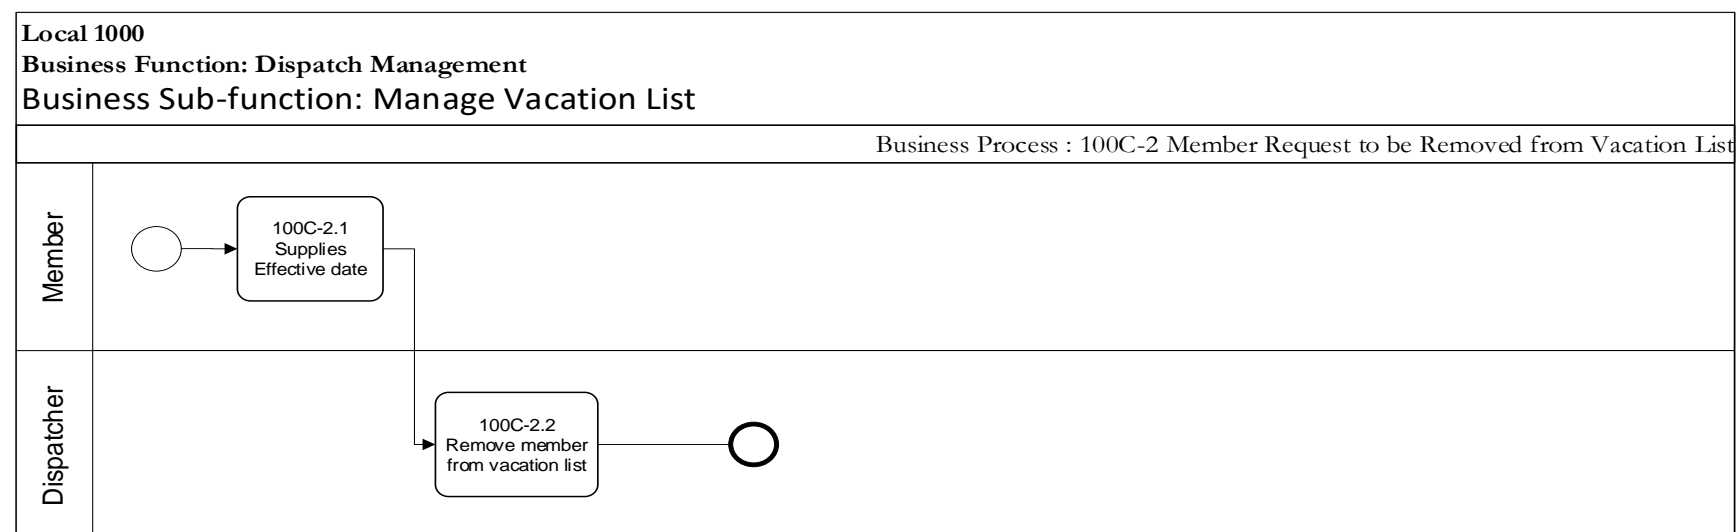 Local 1000
Business Function: Dispatch Management
Business Sub-function: Manage Vacation List
Business Process : 100C-2 Member Request to be Removed from Vacation List
Member
100C-2.1
Supplies
Effective date
Dispatcher
100C-2.2
Remove member
from vacation list